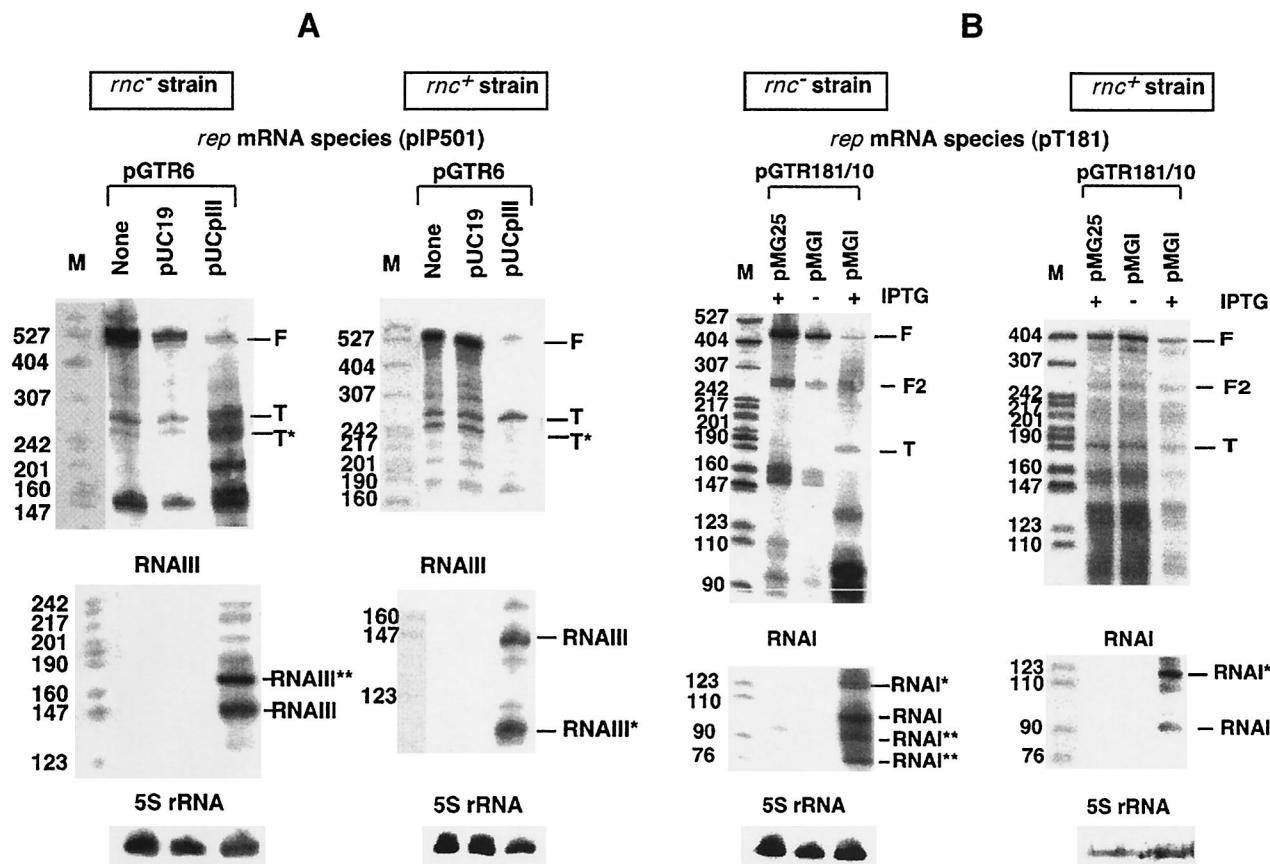 A
rnc- strain
rnc+ strain
rep mRNA species (pIP501)
pGTR6
M
None
pUC19
pUCpIII
527
404
307
242
201
160
147
F
T
T*
pGTR6
M
None
pUC19
pUCpIII
527
404
307
242
217
201
190
160
F
T
T*
RNAIII
242
217
201
190
160
147
123
RNAIII**
RNAIII
RNAIII
160
147
123
RNAIII
RNAIII*
5S rRNA
5S rRNA
B
rnc- strain
rnc+ strain
rep mRNA species (pT181)
pGTR181/10
M
pMG25
pMGI
pMGI
+ - + IPTG
527
404
307
242
217
201
190
160
147
123
110
90
F
F2
T
pGTR181/10
M
pMG25
pMGI
pMGI
+ - + IPTG
404
307
242
217
201
190
160
147
123
110
F
F2
T
RNAI
123
110
90
76
RNAI*
RNAI
RNAI**
RNAI**
RNAI
123
110
90
76
RNAI*
RNAI
5S rRNA
5S rRNA